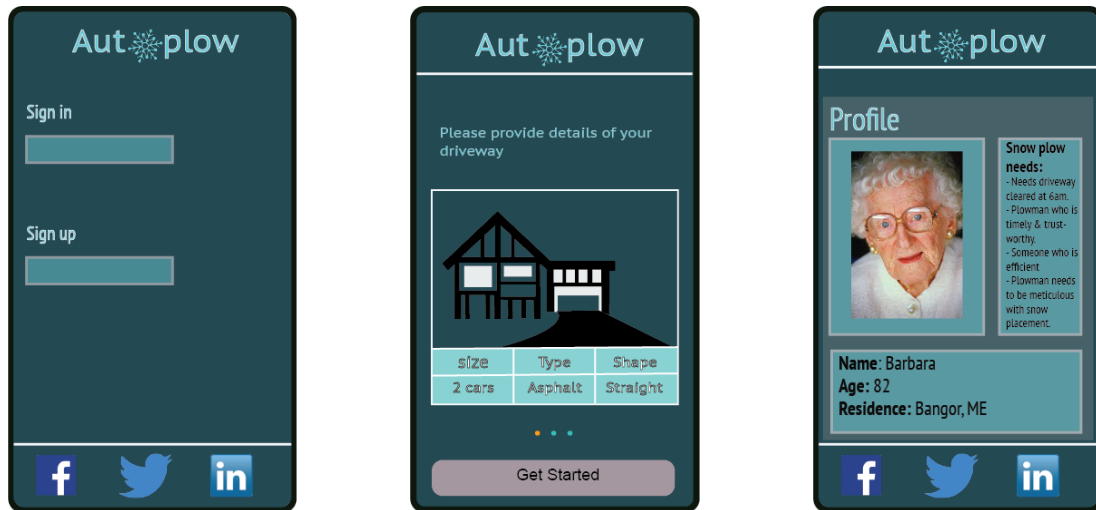 Aut plow
Sign in
Sign up
f
in
Aut plow
Please provide details of your
driveway
size Type Shape
2 cars Asphalt Straight
Get Started
Aut plow
Profile
Snow plow
needs:
- Needs driveway
cleared at 6am.
- Plowman who is
timely & trust-
worthy.
- Someone who is
efficient
- Plowman needs
to be meticulous
with snow
placement.
Name: Barbara
Age: 82
Residence: Bangor, ME
f
in